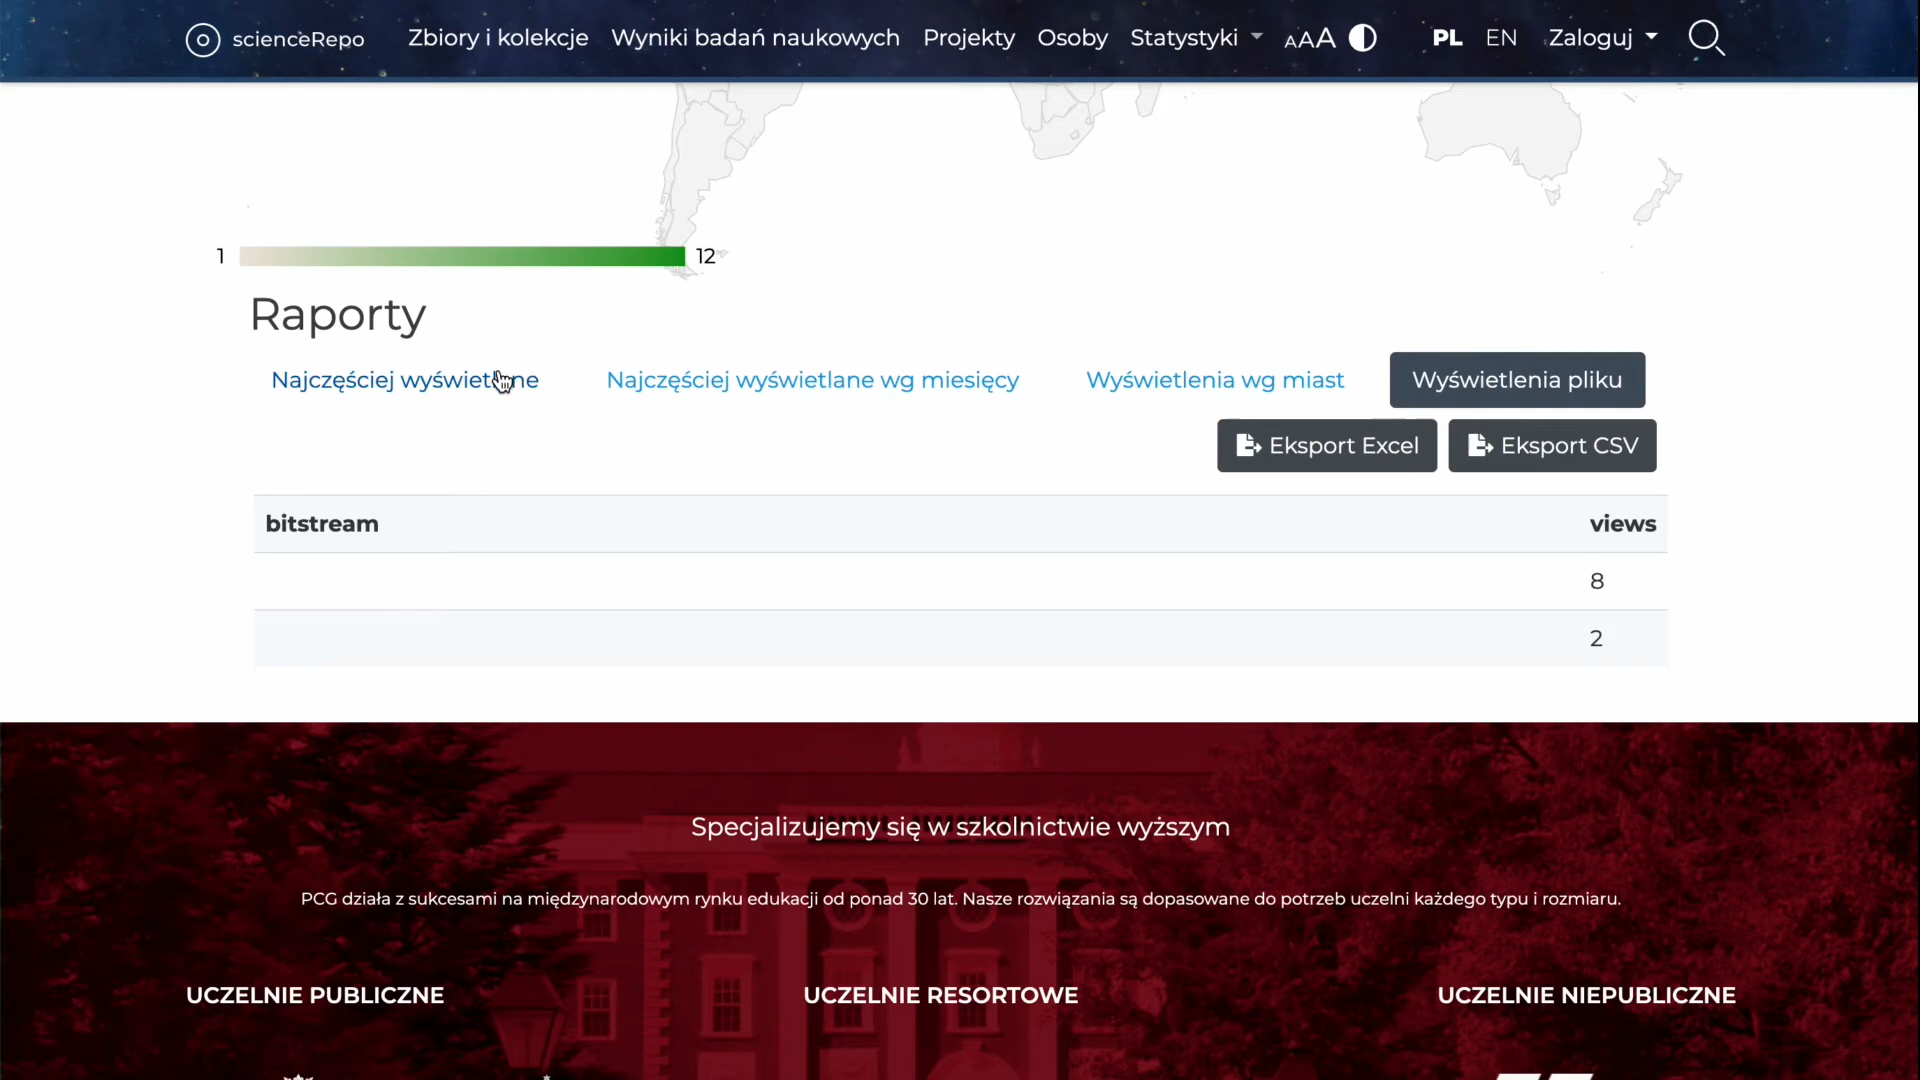 scienceRepo Zbiory i kolekcje Wyniki badań naukowych Projekty Osoby Statystyki AAA PL EN Zaloguj
1 12
Raporty
Najczęściej wyświetlane Najczęściej wyświetlane wg miesięcy Wyświetlenia wg miast Wyświetlenia pliku
Eksport Excel Eksport CSV
bitstream views
8
2
Specjalizujemy się w szkolnictwie wyższym
PCG działa z sukcesami na międzynarodowym rynku edukacji od ponad 30 lat. Nasze rozwiązania są dopasowane do potrzeb uczelni każdego typu i rozmiaru.
UCZELNIE PUBLICZNE UCZELNIE RESORTOWE UCZELNIE NIEPUBLICZNE